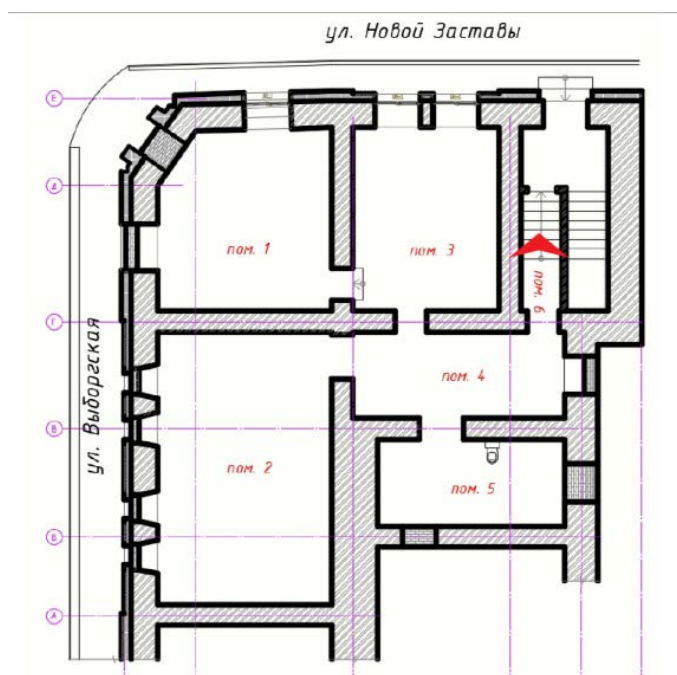 ул. Новой Заставы
Е
Д
пом. 1
пом. 3
пом. 6
Г
ул. Выборгская
пом. 4
В
пом. 2
пом. 5
Б
А